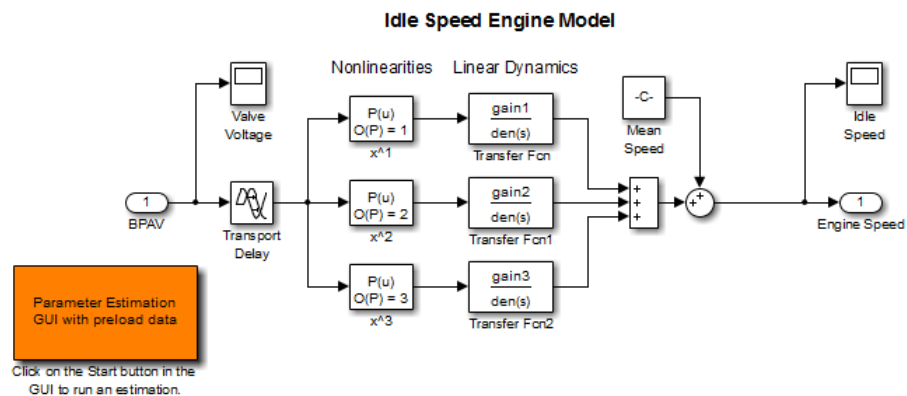 Idle Speed Engine Model
Nonlinearities
Linear Dynamics
Valve
Voltage
P(u)
O(P) = 1
x^1
gain1
den(s)
Transfer Fcn
-C-
Mean
Speed
Idle
Speed
1
BPAV
Transport
Delay
P(u)
O(P) = 2
x^2
gain2
den(s)
Transfer Fcn1
+
+
+
+
+
1
Engine Speed
P(u)
O(P) = 3
x^3
gain3
den(s)
Transfer Fcn2
Parameter Estimation
GUI with preload data
Click on the Start button in the
GUI to run an estimation.